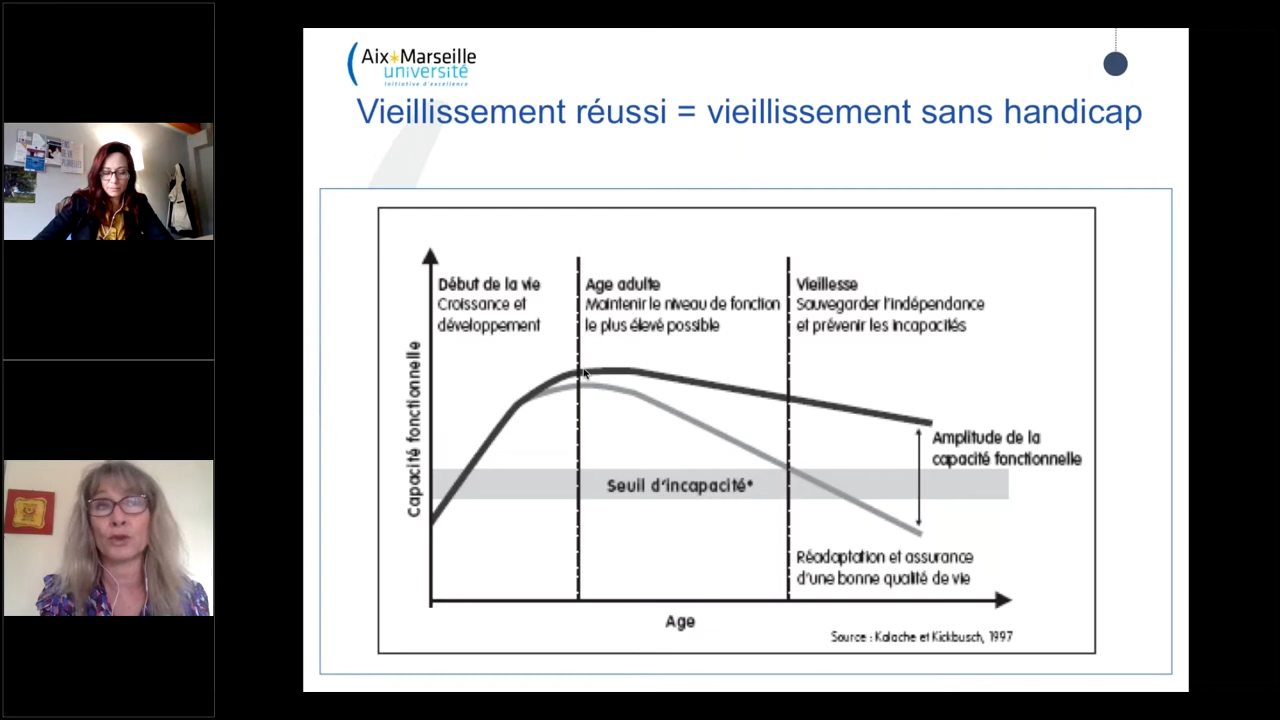 Aix*Marseille
université
Initiative d'excellence
Vieillissement réussi = vieillissement sans handicap
Début de la vie
Croissance et
développement
Age adulte
Maintenir le niveau de fonction
le plus élevé possible
Vieillesse
Sauvegarder l'indépendance
et prévenir les incapacités
Capacité fonctionnelle
Amplitude de la
capacité fonctionnelle
Seuil d'incapacité*
Réadaptation et assurance
d'une bonne qualité de vie
Age
Source : Kalache et Kickbusch, 1997